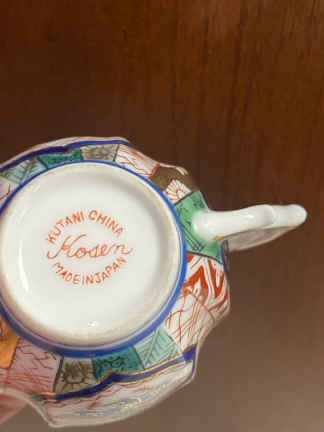 KUTANI CHINA
Kosen
MADE IN JAPAN